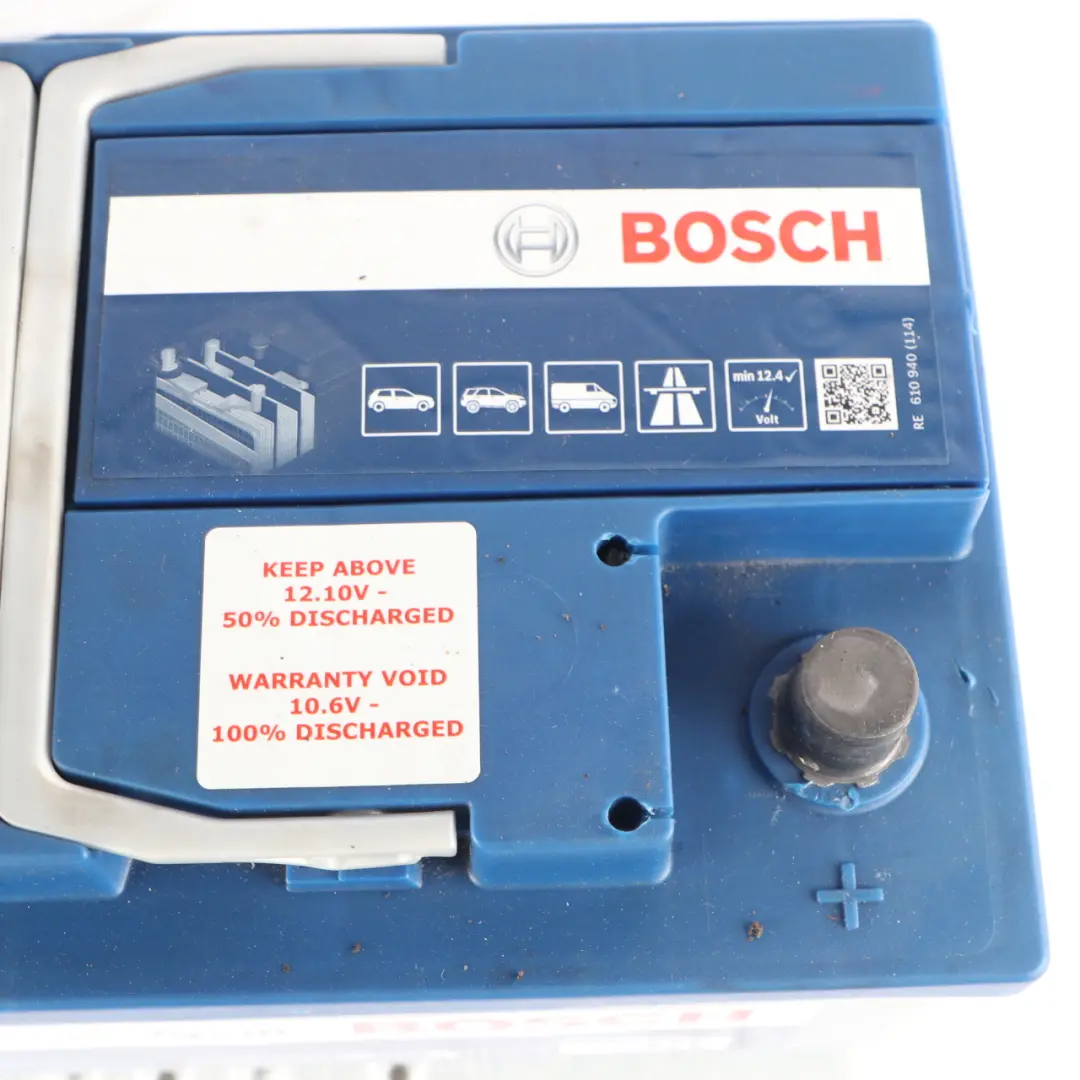 BOSCH
min 12.4✓
Volt
RE 610 940 (114)
KEEP ABOVE
12.10V -
50% DISCHARGED
WARRANTY VOID
10.6V -
100% DISCHARGED
+
BOSCH